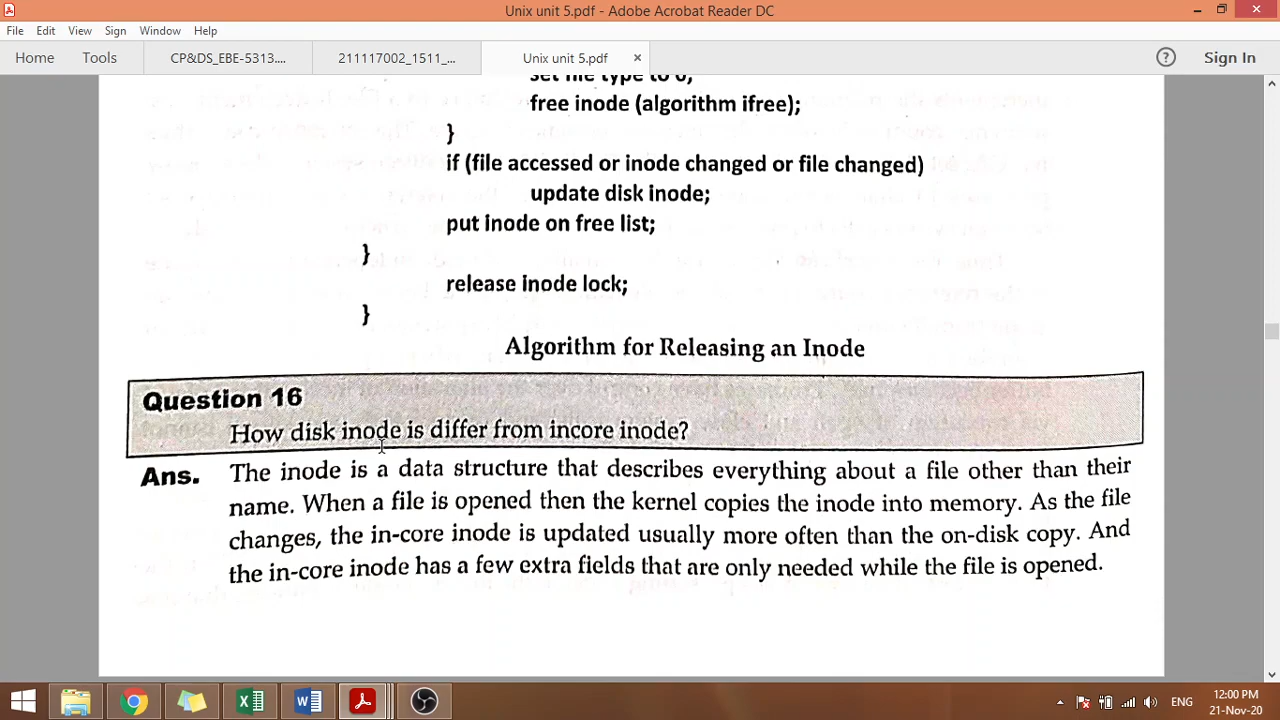 Unix unit 5.pdf - Adobe Acrobat Reader DC
File Edit View Sign Window Help
Home Tools CP&DS_EBE-5313.... 211117002_1511_... Unix unit 5.pdf × ? Sign In
set file type to 0;
free inode (algorithm ifree);
}
if (file accessed or inode changed or file changed)
update disk inode;
put inode on free list;
}
release inode lock;
}
Algorithm for Releasing an Inode
Question 16
How disk inode is differ from incore inode?
Ans. The inode is a data structure that describes everything about a file other than their
name. When a file is opened then the kernel copies the inode into memory. As the file
changes, the in-core inode is updated usually more often than the on-disk copy. And
the in-core inode has a few extra fields that are only needed while the file is opened.
ENG
12:00 PM
21-Nov-20